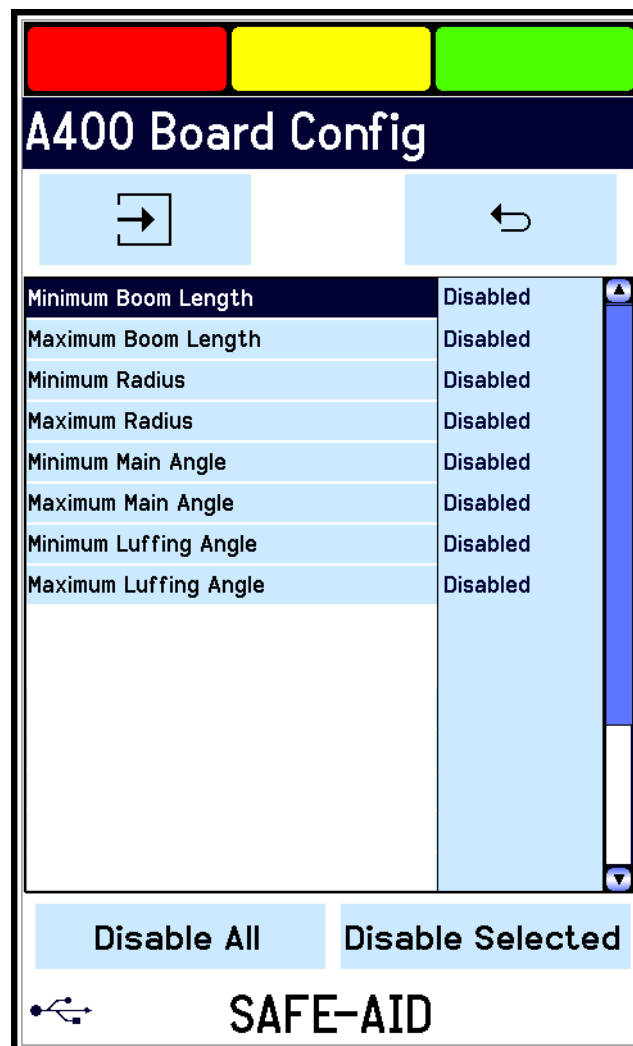 A400 Board Config
Minimum Boom Length Disabled
Maximum Boom Length Disabled
Minimum Radius Disabled
Maximum Radius Disabled
Minimum Main Angle Disabled
Maximum Main Angle Disabled
Minimum Luffing Angle Disabled
Maximum Luffing Angle Disabled
Disable All Disable Selected
SAFE-AID